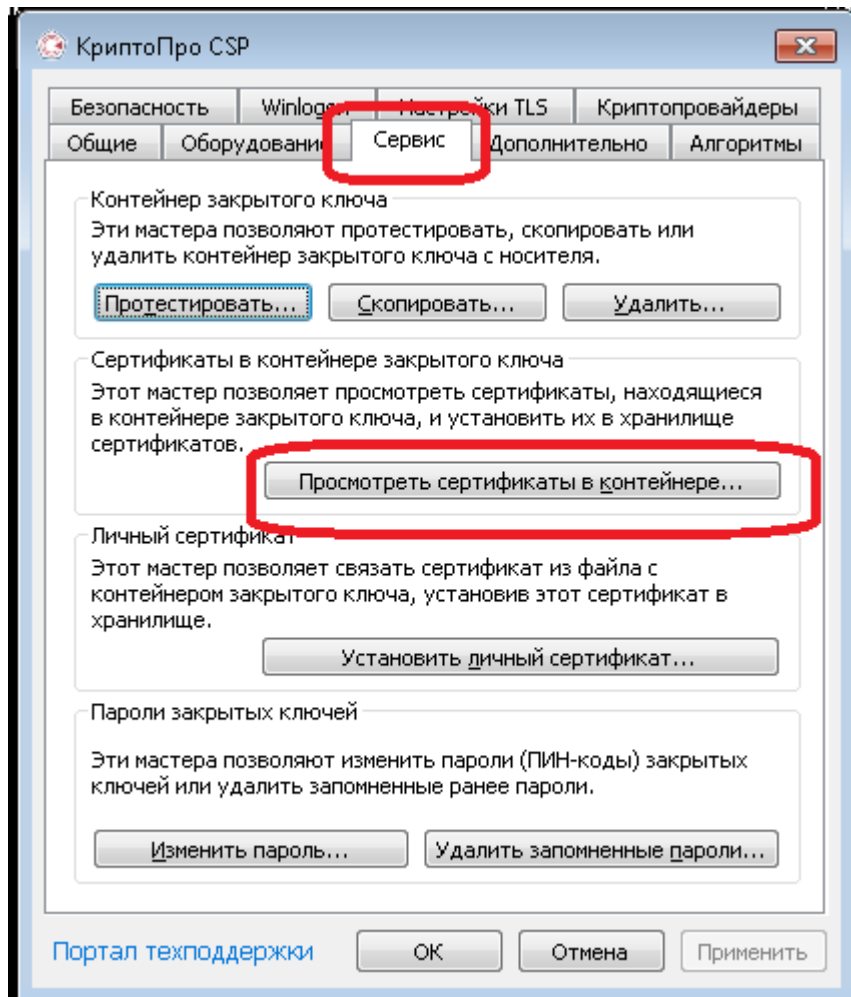 КриптоПро CSP
Безопасность Winlogon Настройки TLS Криптопровайдеры
Общие Оборудование Сервис Дополнительно Алгоритмы
Контейнер закрытого ключа
Эти мастера позволяют протестировать, скопировать или
удалить контейнер закрытого ключа с носителя.
Протестировать... Скопировать... Удалить...
Сертификаты в контейнере закрытого ключа
Этот мастер позволяет просмотреть сертификаты, находящиеся
в контейнере закрытого ключа, и установить их в хранилище
сертификатов.
Просмотреть сертификаты в контейнере...
Личный сертификат
Этот мастер позволяет связать сертификат из файла с
контейнером закрытого ключа, установив этот сертификат в
хранилище.
Установить личный сертификат...
Пароли закрытых ключей
Эти мастера позволяют изменить пароли (ПИН-коды) закрытых
ключей или удалить запомненные ранее пароли.
Изменить пароль... Удалить запомненные пароли...
Портал техподдержки ОК Отмена Применить